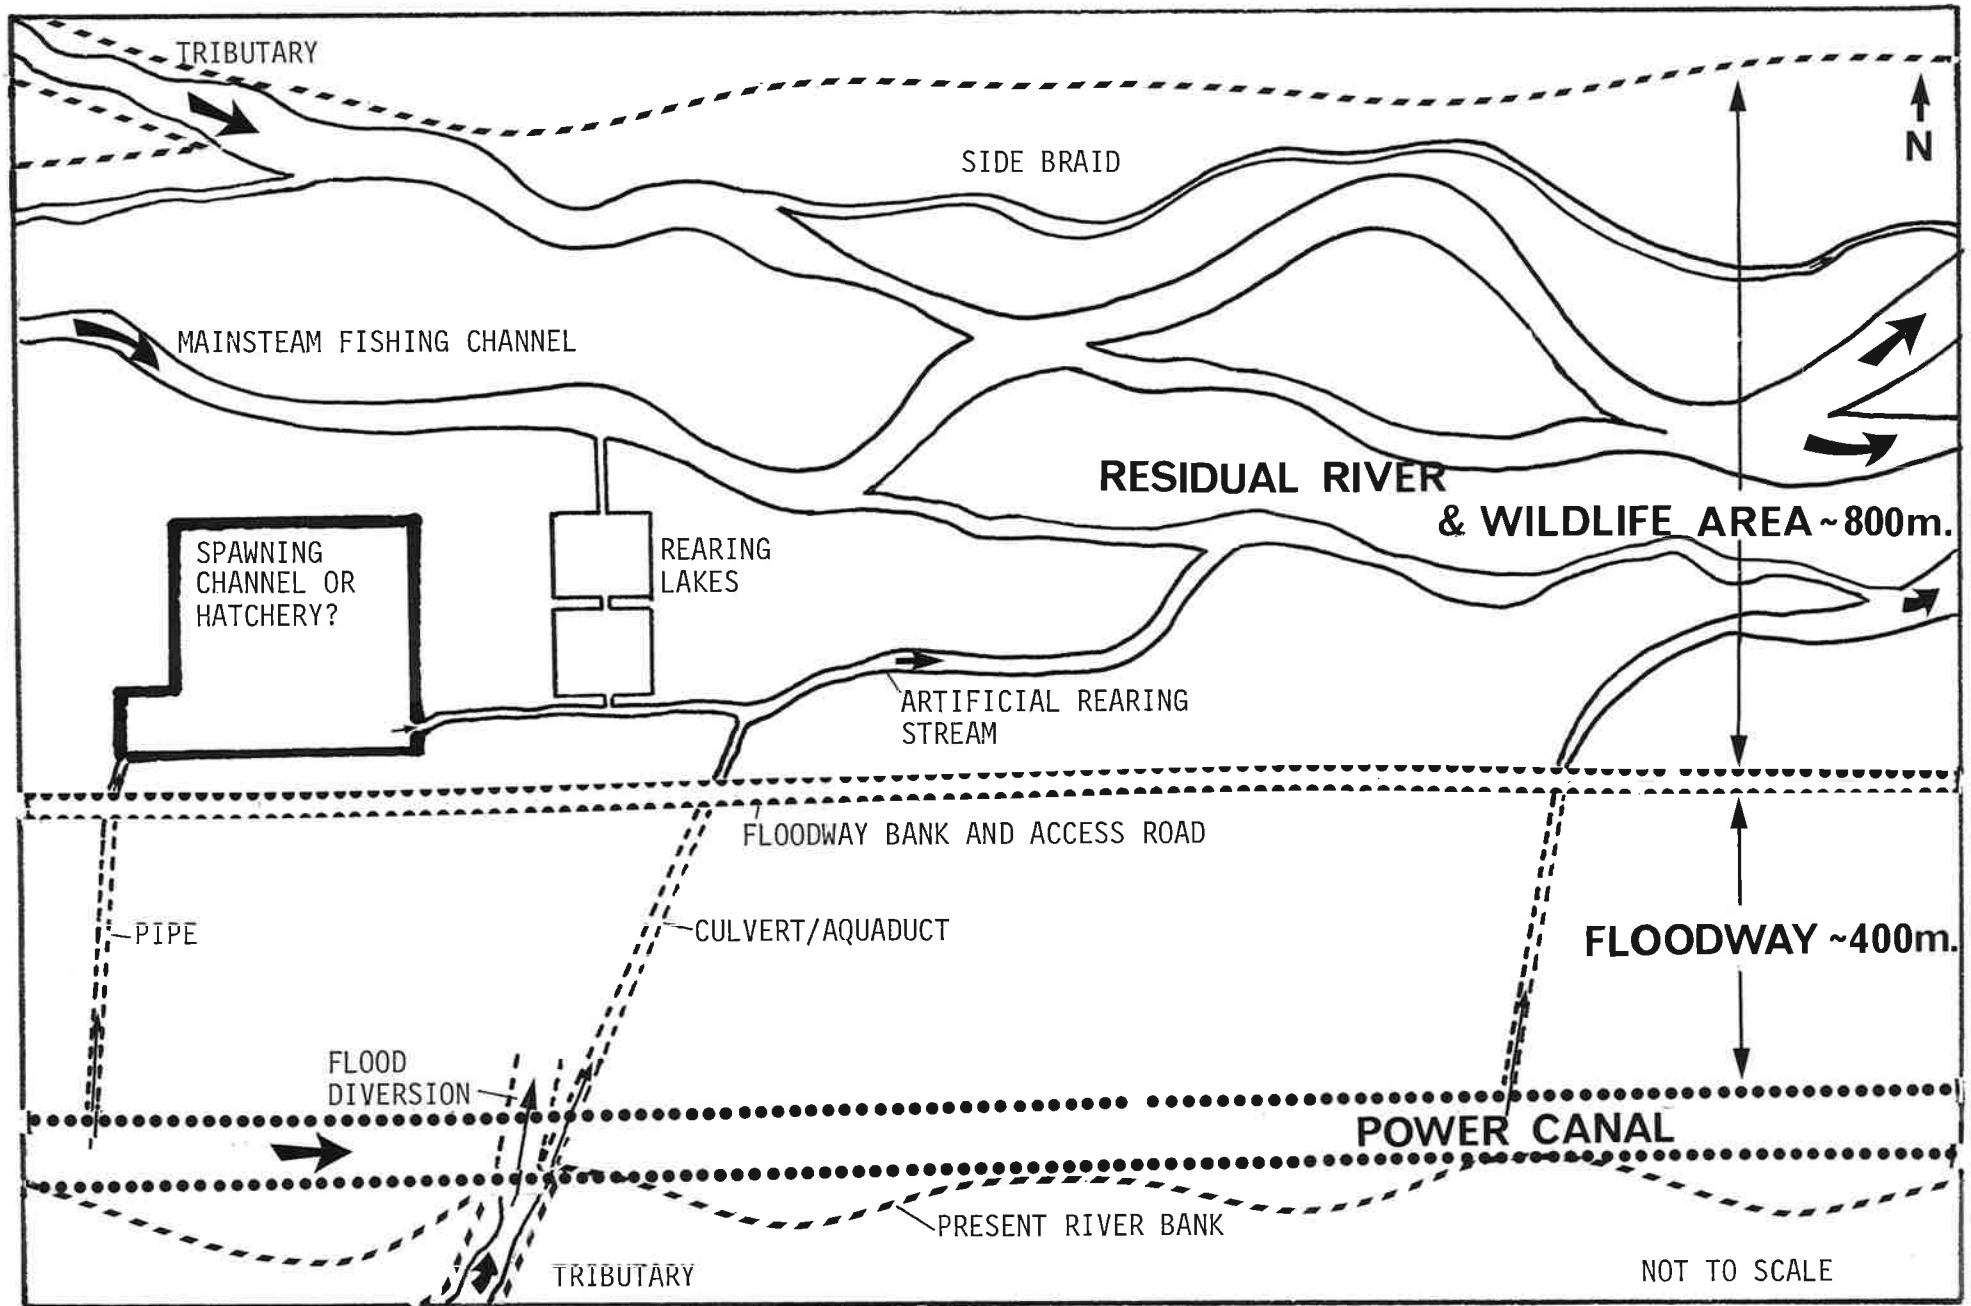 TRIBUTARY
N
SIDE BRAID
MAINSTEAM FISHING CHANNEL
RESIDUAL RIVER
& WILDLIFE AREA ~800m.
SPAWNING
CHANNEL OR
HATCHERY?
REARING
LAKES
ARTIFICIAL REARING
STREAM
FLOODWAY BANK AND ACCESS ROAD
PIPE
CULVERT/AQUADUCT
FLOODWAY ~400m.
FLOOD
DIVERSION
POWER CANAL
PRESENT RIVER BANK
TRIBUTARY
NOT TO SCALE